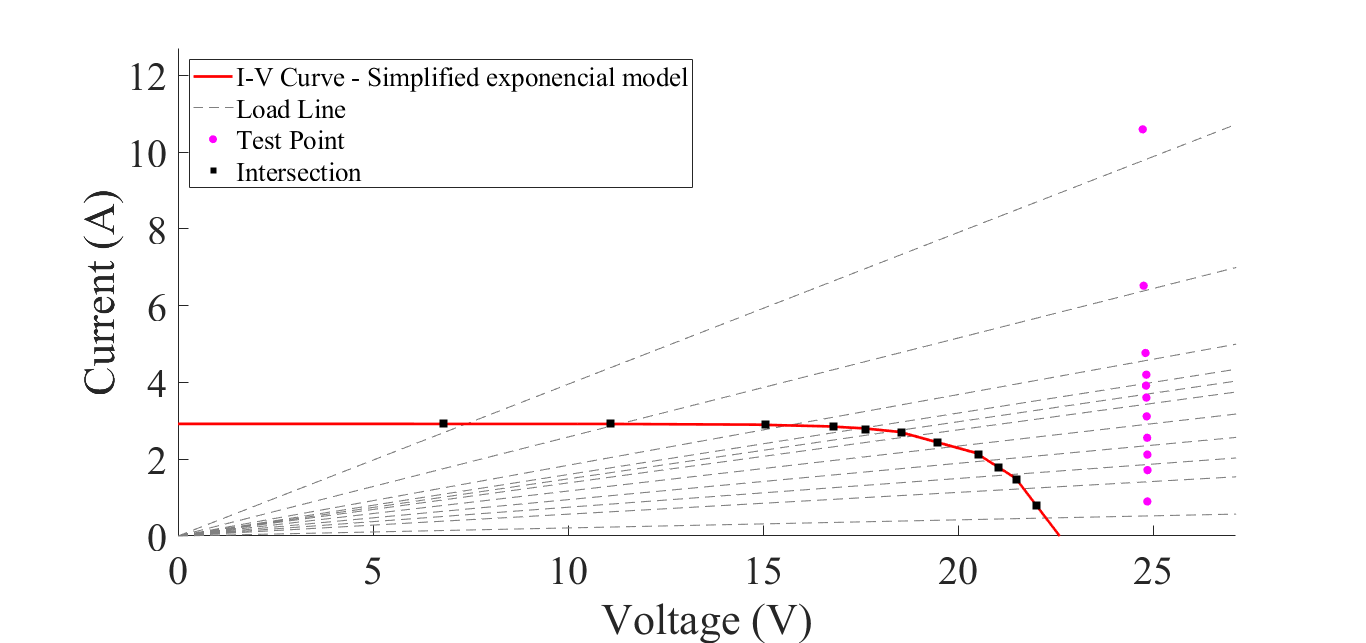 12
10
8
6
4
2
0
Current (A)
I-V Curve - Simplified exponencial model
Load Line
Test Point
Intersection
0 5 10 15 20 25
Voltage (V)